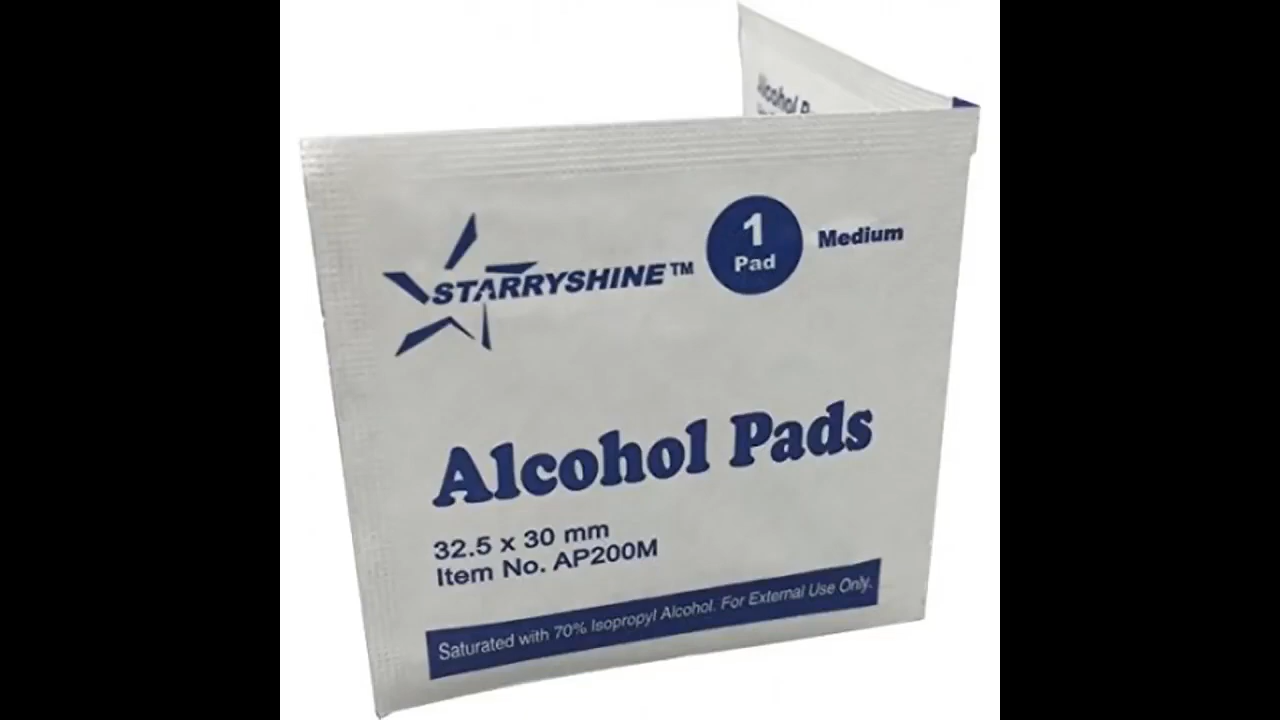 Alcohol P
STARRYSHINE™
1
Pad
Medium
Alcohol Pads
32.5 x 30 mm
Item No. AP200M
Saturated with 70% Isopropyl Alcohol. For External Use Only.